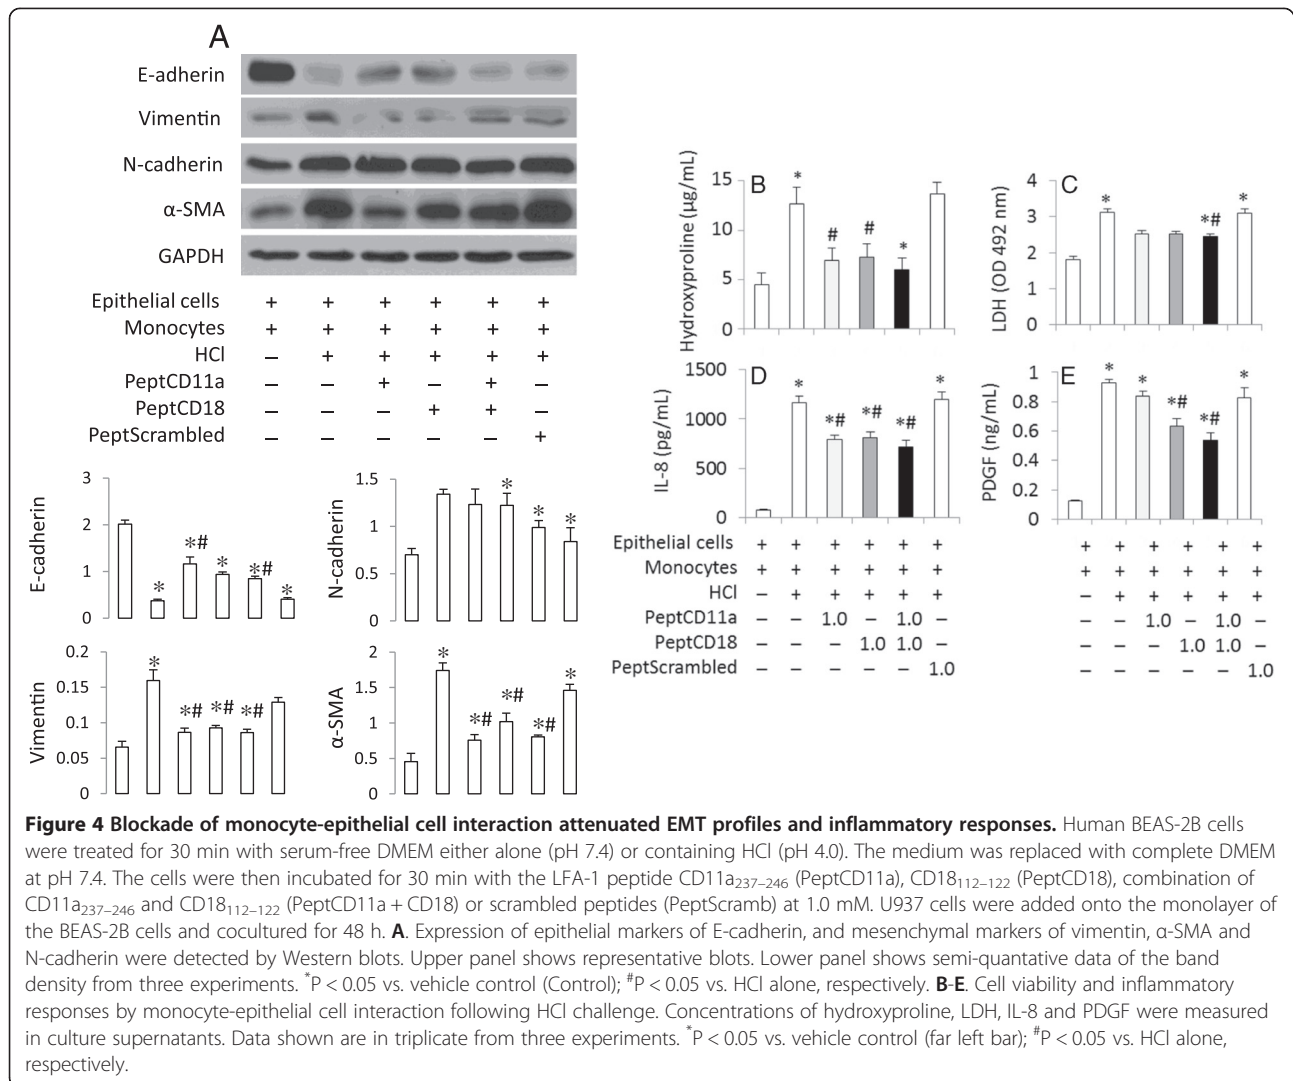 A
E-adherin
Vimentin
N-cadherin
α-SMA
GAPDH
Epithelial cells + + + + + +
Monocytes + + + + + +
HCl – + + + + +
PeptCD11a – – + – + –
PeptCD18 – – – + + –
PeptScrambled – – – – – +
E-cadherin
3
2
1
0
* *# * *# *
N-cadherin
1.5
1
0.5
0
* * *
Vimentin
0.2
0.15
0.1
0.05
0
* *# *# *#
α-SMA
2
1.5
1
0.5
0
* *# *# *# *
B
Hydroxyproline (µg/mL)
15
10
5
0
* # # *
C
LDH (OD 492 nm)
4
3
2
1
0
* *# *
D
IL-8 (pg/mL)
1500
1000
500
0
* *# *# *# *
E
PDGF (ng/mL)
1
0.8
0.6
0.4
0.2
0
* * *# *# *
Epithelial cells + + + + + + + + + + + +
Monocytes + + + + + + + + + + + +
HCl – + + + + + – + + + + +
PeptCD11a – – 1.0 – 1.0 – – – 1.0 – 1.0 –
PeptCD18 – – – 1.0 1.0 – – – – 1.0 1.0 –
PeptScrambled – – – – – 1.0 – – – – – 1.0
Figure 4 Blockade of monocyte-epithelial cell interaction attenuated EMT profiles and inflammatory responses. Human BEAS-2B cells
were treated for 30 min with serum-free DMEM either alone (pH 7.4) or containing HCl (pH 4.0). The medium was replaced with complete DMEM
at pH 7.4. The cells were then incubated for 30 min with the LFA-1 peptide CD11a237–246 (PeptCD11a), CD18112–122 (PeptCD18), combination of
CD11a237–246 and CD18112–122 (PeptCD11a + CD18) or scrambled peptides (PeptScramb) at 1.0 mM. U937 cells were added onto the monolayer of
the BEAS-2B cells and cocultured for 48 h. A. Expression of epithelial markers of E-cadherin, and mesenchymal markers of vimentin, α-SMA and
N-cadherin were detected by Western blots. Upper panel shows representative blots. Lower panel shows semi-quantative data of the band
density from three experiments. *P < 0.05 vs. vehicle control (Control); #P < 0.05 vs. HCl alone, respectively. B-E. Cell viability and inflammatory
responses by monocyte-epithelial cell interaction following HCl challenge. Concentrations of hydroxyproline, LDH, IL-8 and PDGF were measured
in culture supernatants. Data shown are in triplicate from three experiments. *P < 0.05 vs. vehicle control (far left bar); #P < 0.05 vs. HCl alone,
respectively.